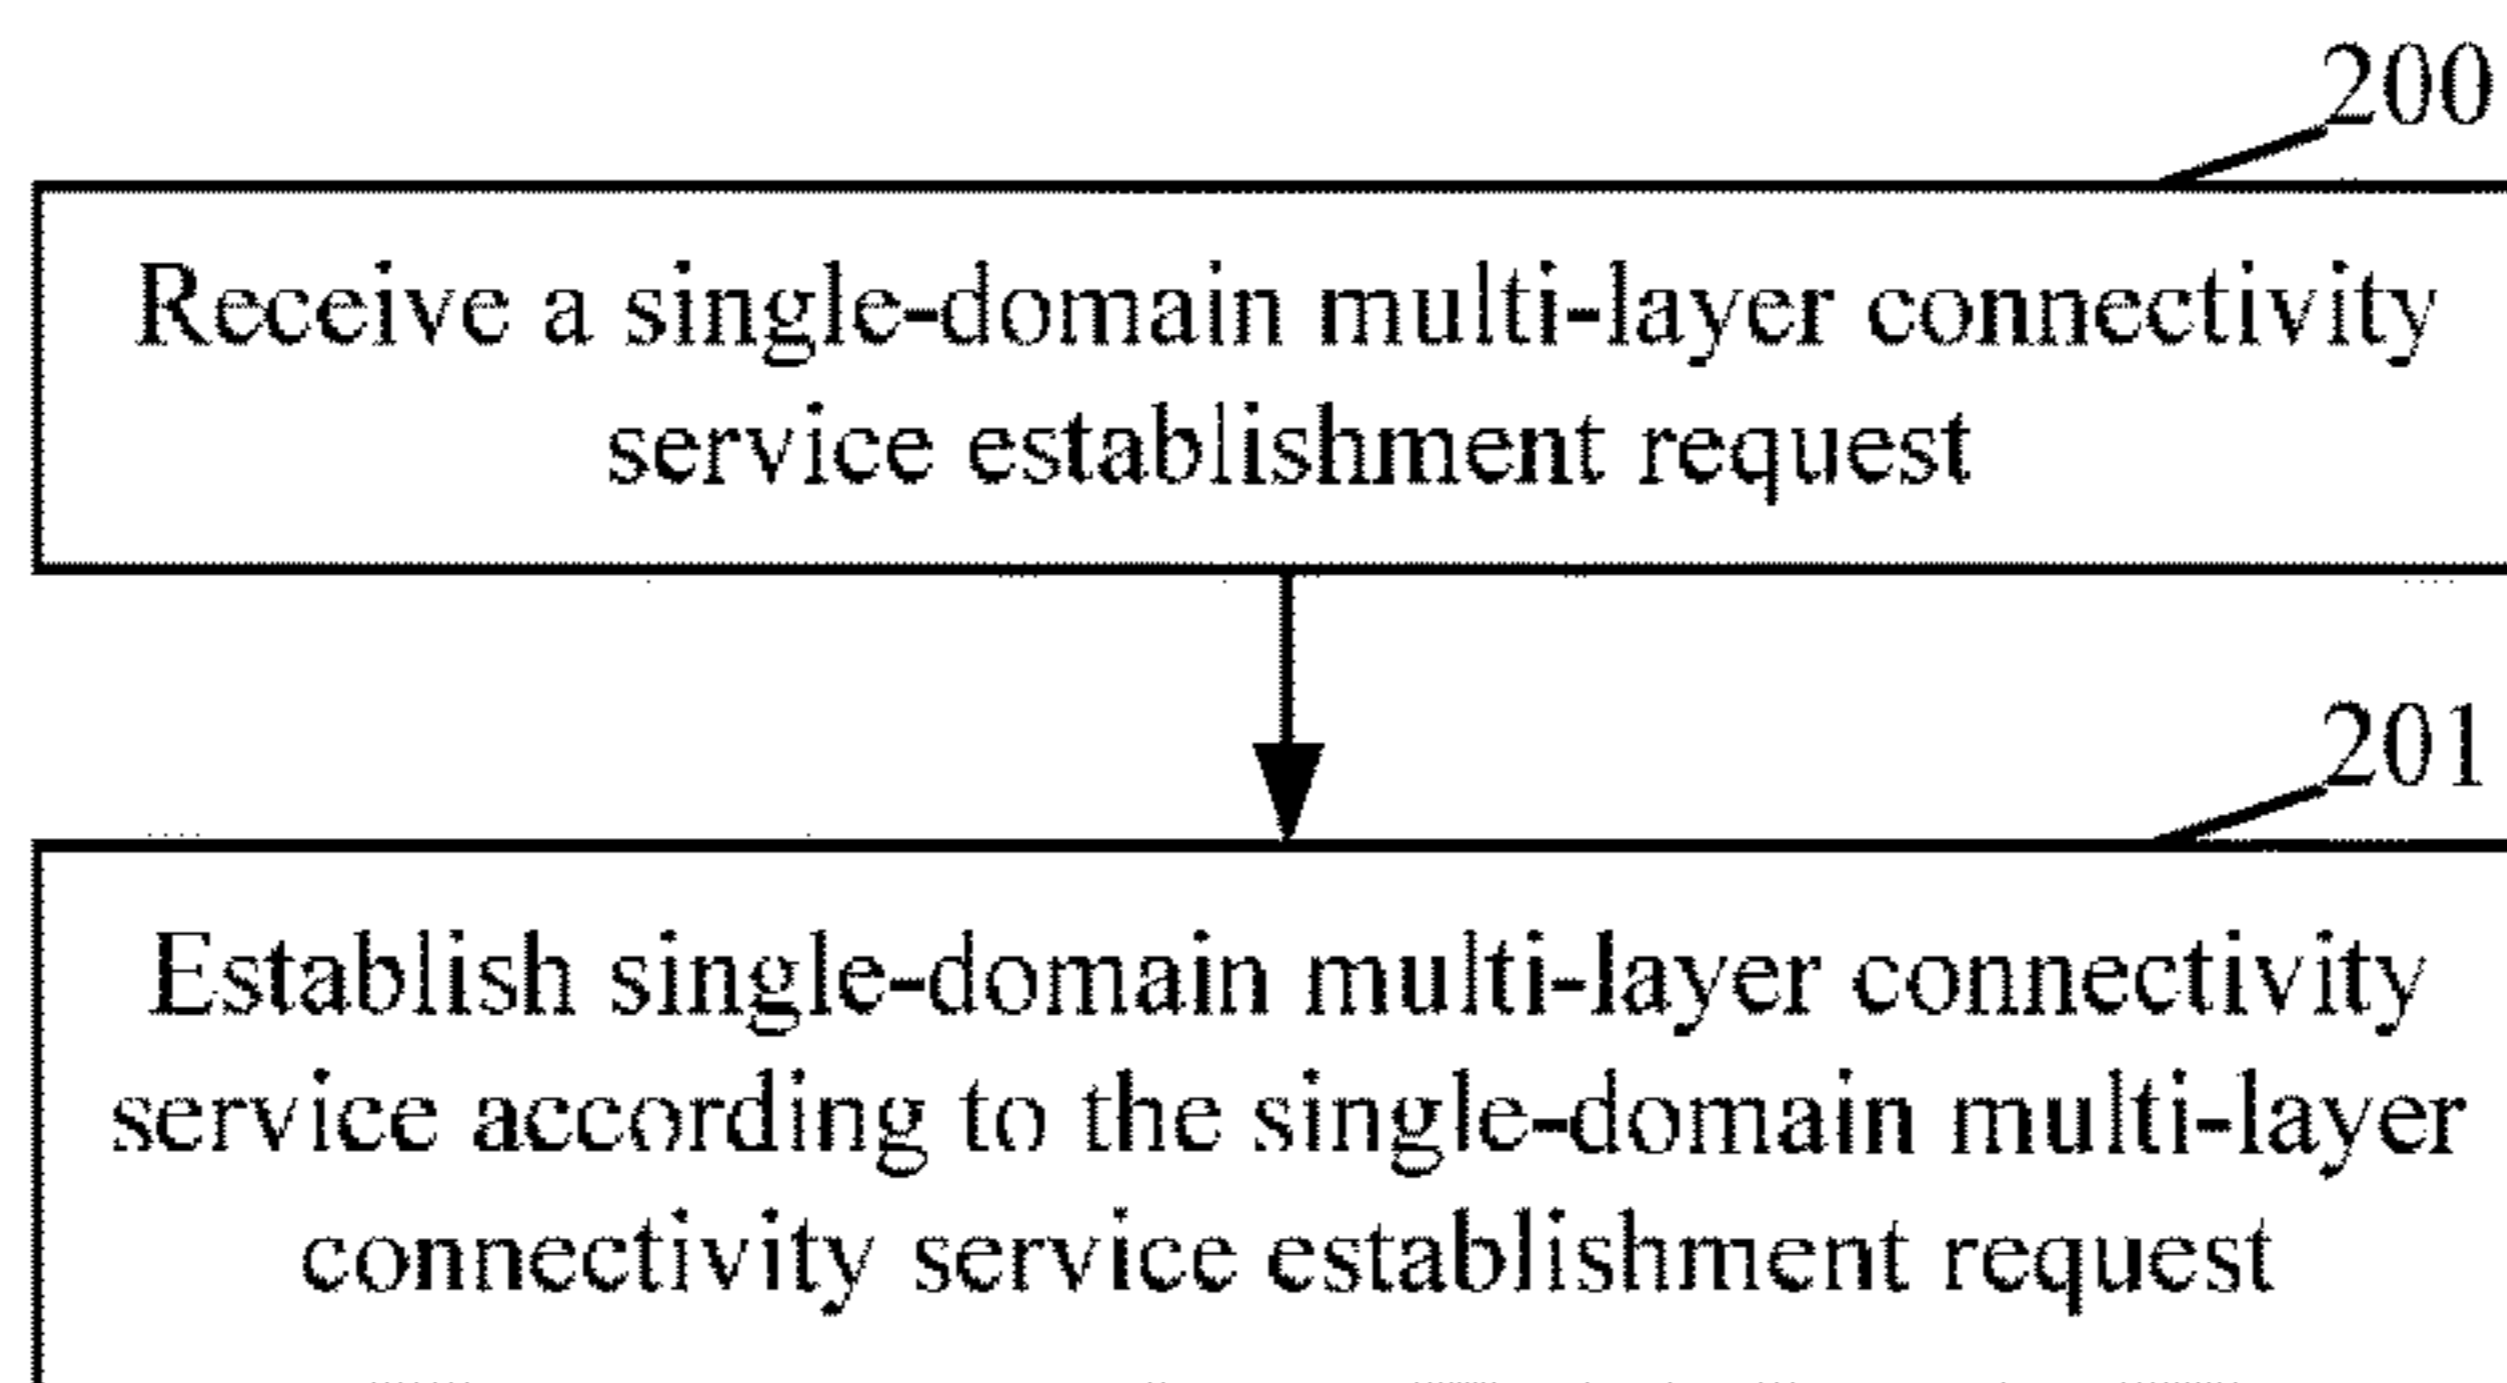 200
Receive a single-domain multi-layer connectivity
service establishment request
201
Establish single-domain multi-layer connectivity
service according to the single-domain multi-layer
connectivity service establishment request